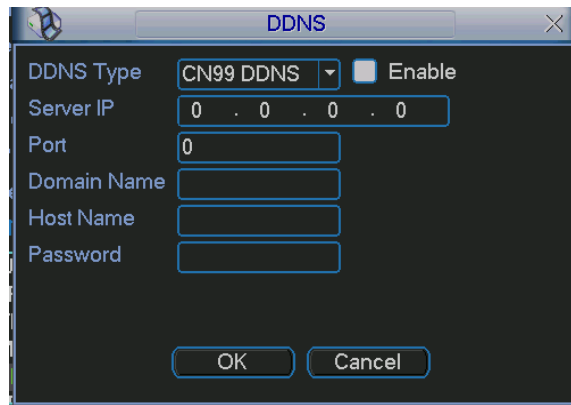 DDNS
DDNS Type CN99 DDNS Enable
Server IP 0 . 0 . 0 . 0
Port 0
Domain Name
Host Name
Password
OK Cancel